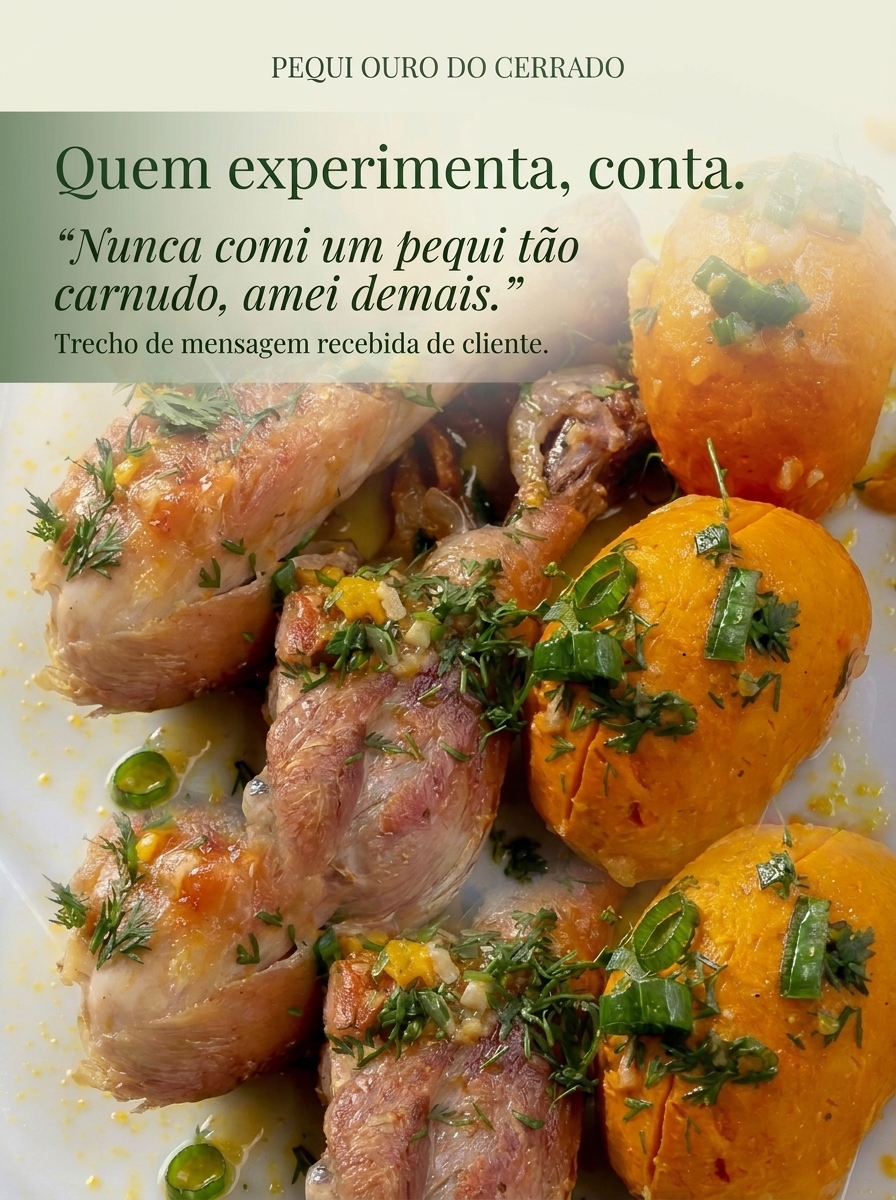 PEQUI OURO DO CERRADO
Quem experimenta, conta.
“Nunca comi um pequi tão
carnudo, amei demais.”
Trecho de mensagem recebida de cliente.